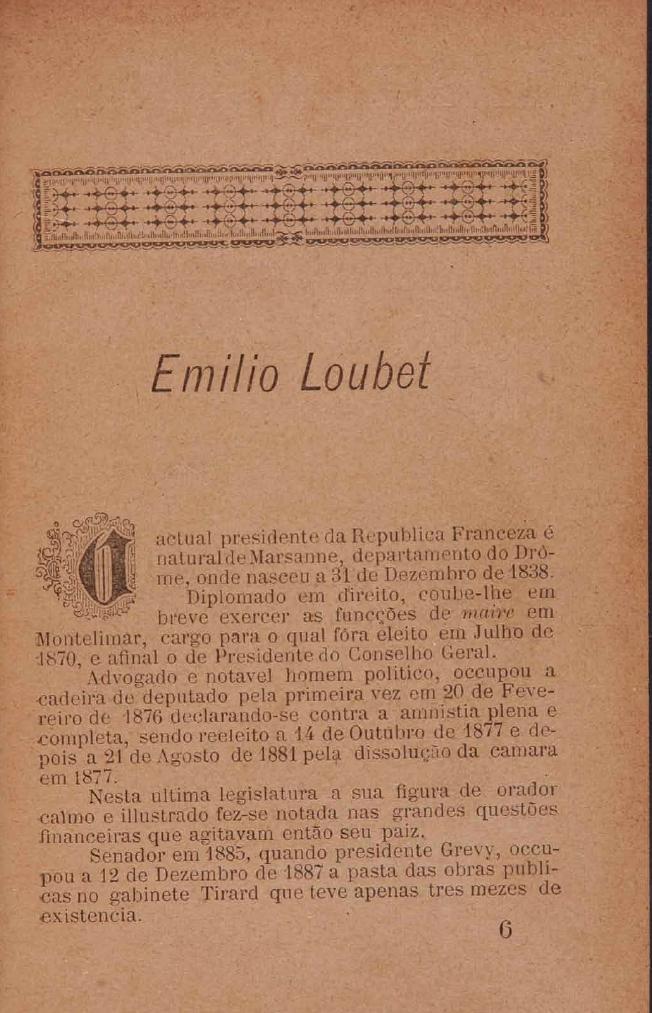 Emilio Loubet
O actual presidente da Republica Franceza é
natural de Marsanne, departamento do Drô-
me, onde nasceu a 31 de Dezembro de 1838.
Diplomado em direito, coube-lhe em
breve exercer as funcções de maire em
Montelimar, cargo para o qual fôra eleito em Julho de
1870, e afinal o de Presidente do Conselho Geral.
Advogado e notavel homem politico, occupou a
cadeira de deputado pela primeira vez em 20 de Feve-
reiro de 1876 declarando-se contra a amnistia plena e
completa, sendo reeleito a 14 de Outubro de 1877 e de-
pois a 21 de Agosto de 1881 pela dissolução da camara
em 1877.
Nesta ultima legislatura a sua figura de orador
calmo e illustrado fez-se notada nas grandes questões
financeiras que agitavam então seu paiz.
Senador em 1885, quando presidente Grevy, occu-
pou a 12 de Dezembro de 1887 a pasta das obras publi-
cas no gabinete Tirard que teve apenas tres mezes de
existencia.
6